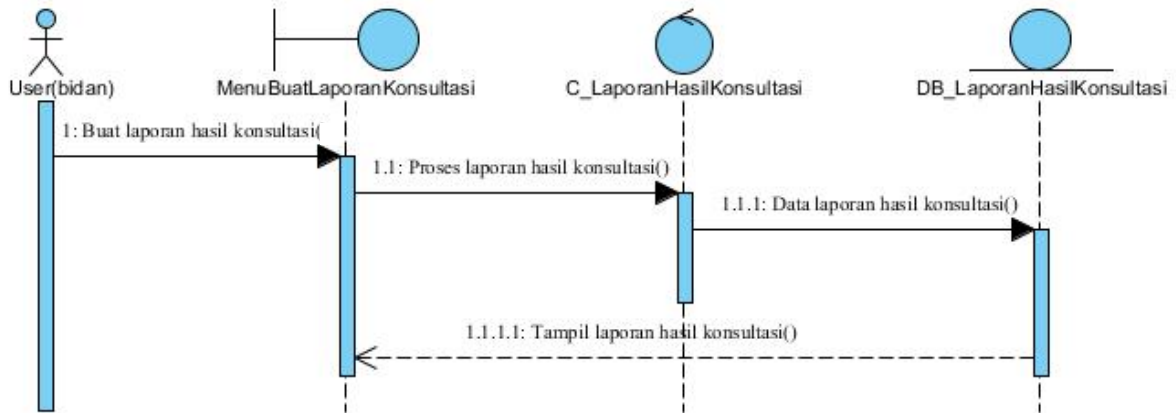 User(bidan)
MenuBuatLaporanKonsultasi
C_LaporanHasilKonsultasi
DB_LaporanHasilKonsultasi
1: Buat laporan hasil konsultasi(
1.1: Proses laporan hasil konsultasi()
1.1.1: Data laporan hasil konsultasi()
1.1.1.1: Tampil laporan hasil konsultasi()